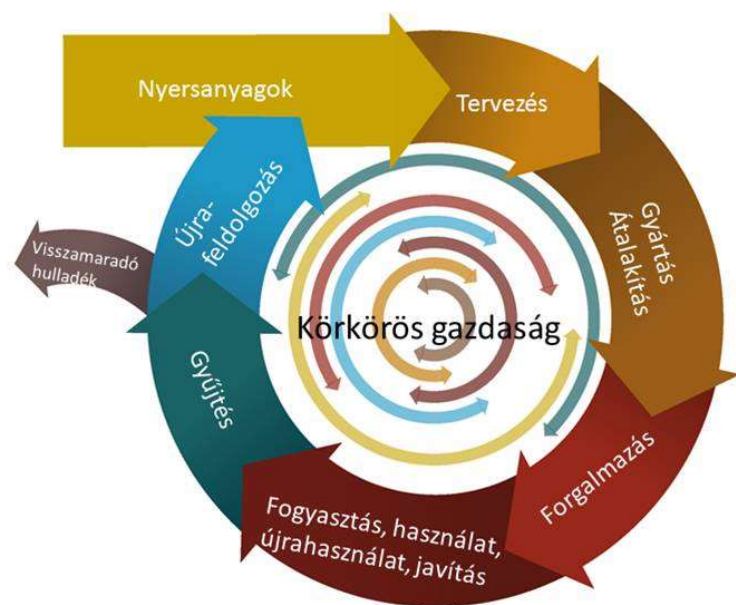 Nyersanyagok
Tervezés
Gyártás
Átalakítás
Forgalmazás
Fogyasztás, használat,
újrahasználat, javítás
Gyűjtés
Újra-
feldolgozás
Visszamaradó
hulladék
Körkörös gazdaság